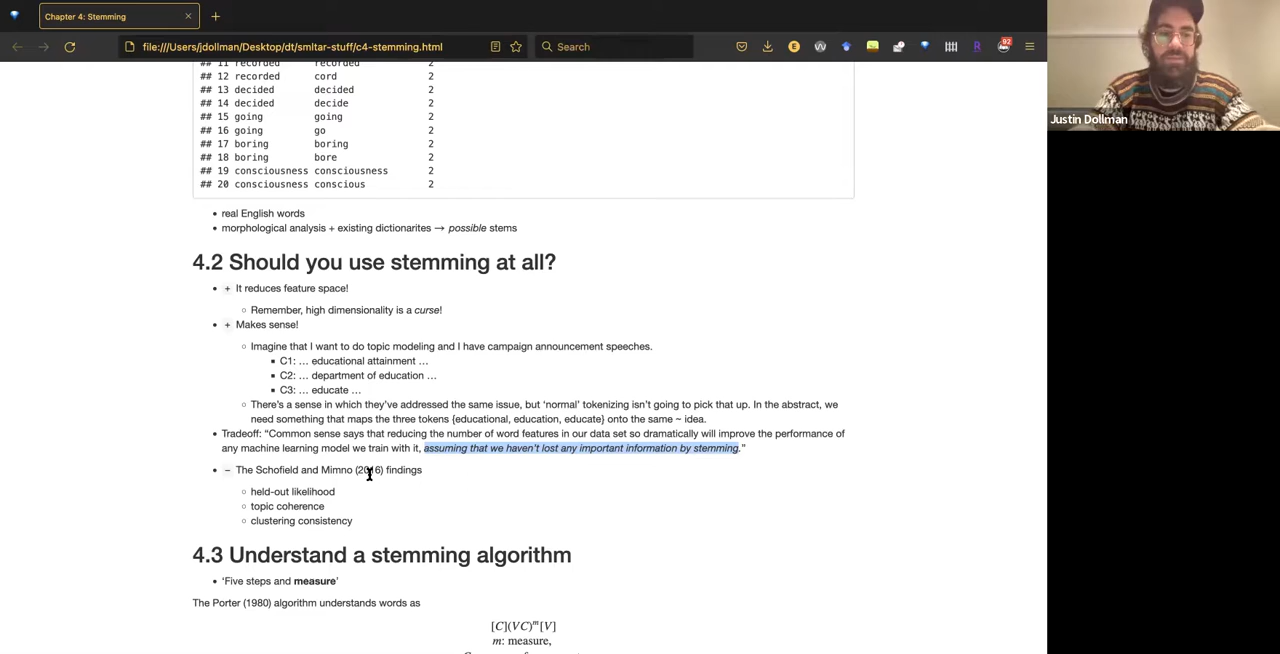 Chapter 4: Stemming
file:///Users/jdollman/Desktop/dt/smltar-stuff/c4-stemming.html
Search
E
R
92
Justin Dollman
## 11 recorded recorded 2
## 12 recorded cord 2
## 13 decided decided 2
## 14 decided decide 2
## 15 going going 2
## 16 going go 2
## 17 boring boring 2
## 18 boring bore 2
## 19 consciousness consciousness 2
## 20 consciousness conscious 2
• real English words
• morphological analysis + existing dictionarites → possible stems
4.2 Should you use stemming at all?
• + It reduces feature space!
○ Remember, high dimensionality is a curse!
• + Makes sense!
○ Imagine that I want to do topic modeling and I have campaign announcement speeches.
▪ C1: … educational attainment …
▪ C2: … department of education …
▪ C3: … educate …
○ There's a sense in which they've addressed the same issue, but 'normal' tokenizing isn't going to pick that up. In the abstract, we
need something that maps the three tokens {educational, education, educate} onto the same ~ idea.
• Tradeoff: “Common sense says that reducing the number of word features in our data set so dramatically will improve the performance of
any machine learning model we train with it, assuming that we haven't lost any important information by stemming.”
• − The Schofield and Mimno (2016) findings
○ held-out likelihood
○ topic coherence
○ clustering consistency
4.3 Understand a stemming algorithm
• 'Five steps and measure'
The Porter (1980) algorithm understands words as
[C](VC)ᵐ[V]
m: measure,